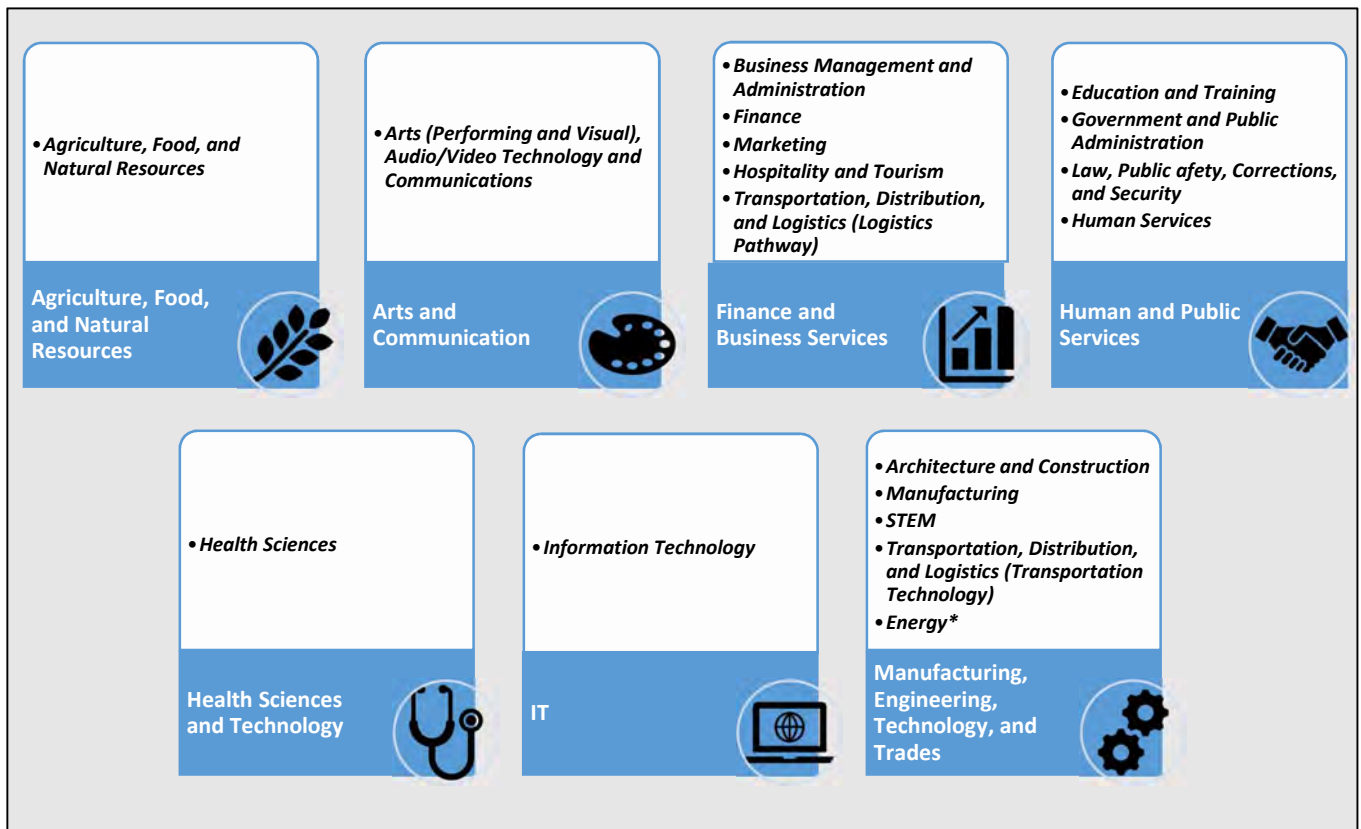 •Agriculture, Food, and
Natural Resources
Agriculture, Food,
and Natural
Resources
•Arts (Performing and Visual),
Audio/Video Technology and
Communications
Arts and
Communication
•Business Management and
Administration
•Finance
•Marketing
•Hospitality and Tourism
•Transportation, Distribution,
and Logistics (Logistics
Pathway)
Finance and
Business Services
•Education and Training
•Government and Public
Administration
•Law, Public afety, Corrections,
and Security
•Human Services
Human and Public
Services
•Health Sciences
Health Sciences
and Technology
•Information Technology
IT
•Architecture and Construction
•Manufacturing
•STEM
•Transportation, Distribution,
and Logistics (Transportation
Technology)
•Energy*
Manufacturing,
Engineering,
Technology, and
Trades